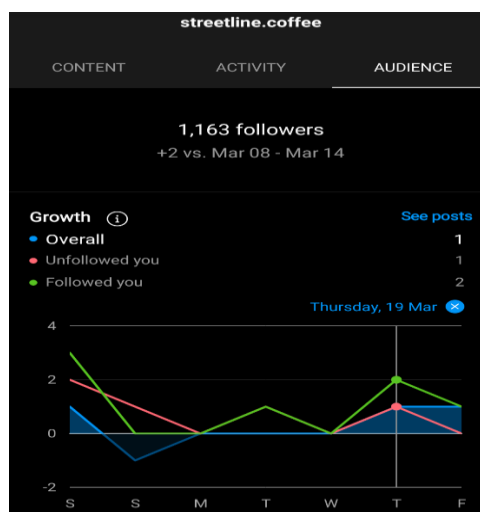 streetline.coffee
CONTENT ACTIVITY AUDIENCE
1,163 followers
+2 vs. Mar 08 - Mar 14
Growth i See posts
Overall 1
Unfollowed you 1
Followed you 2
Thursday, 19 Mar
4
2
0
-2
S S M T W T F